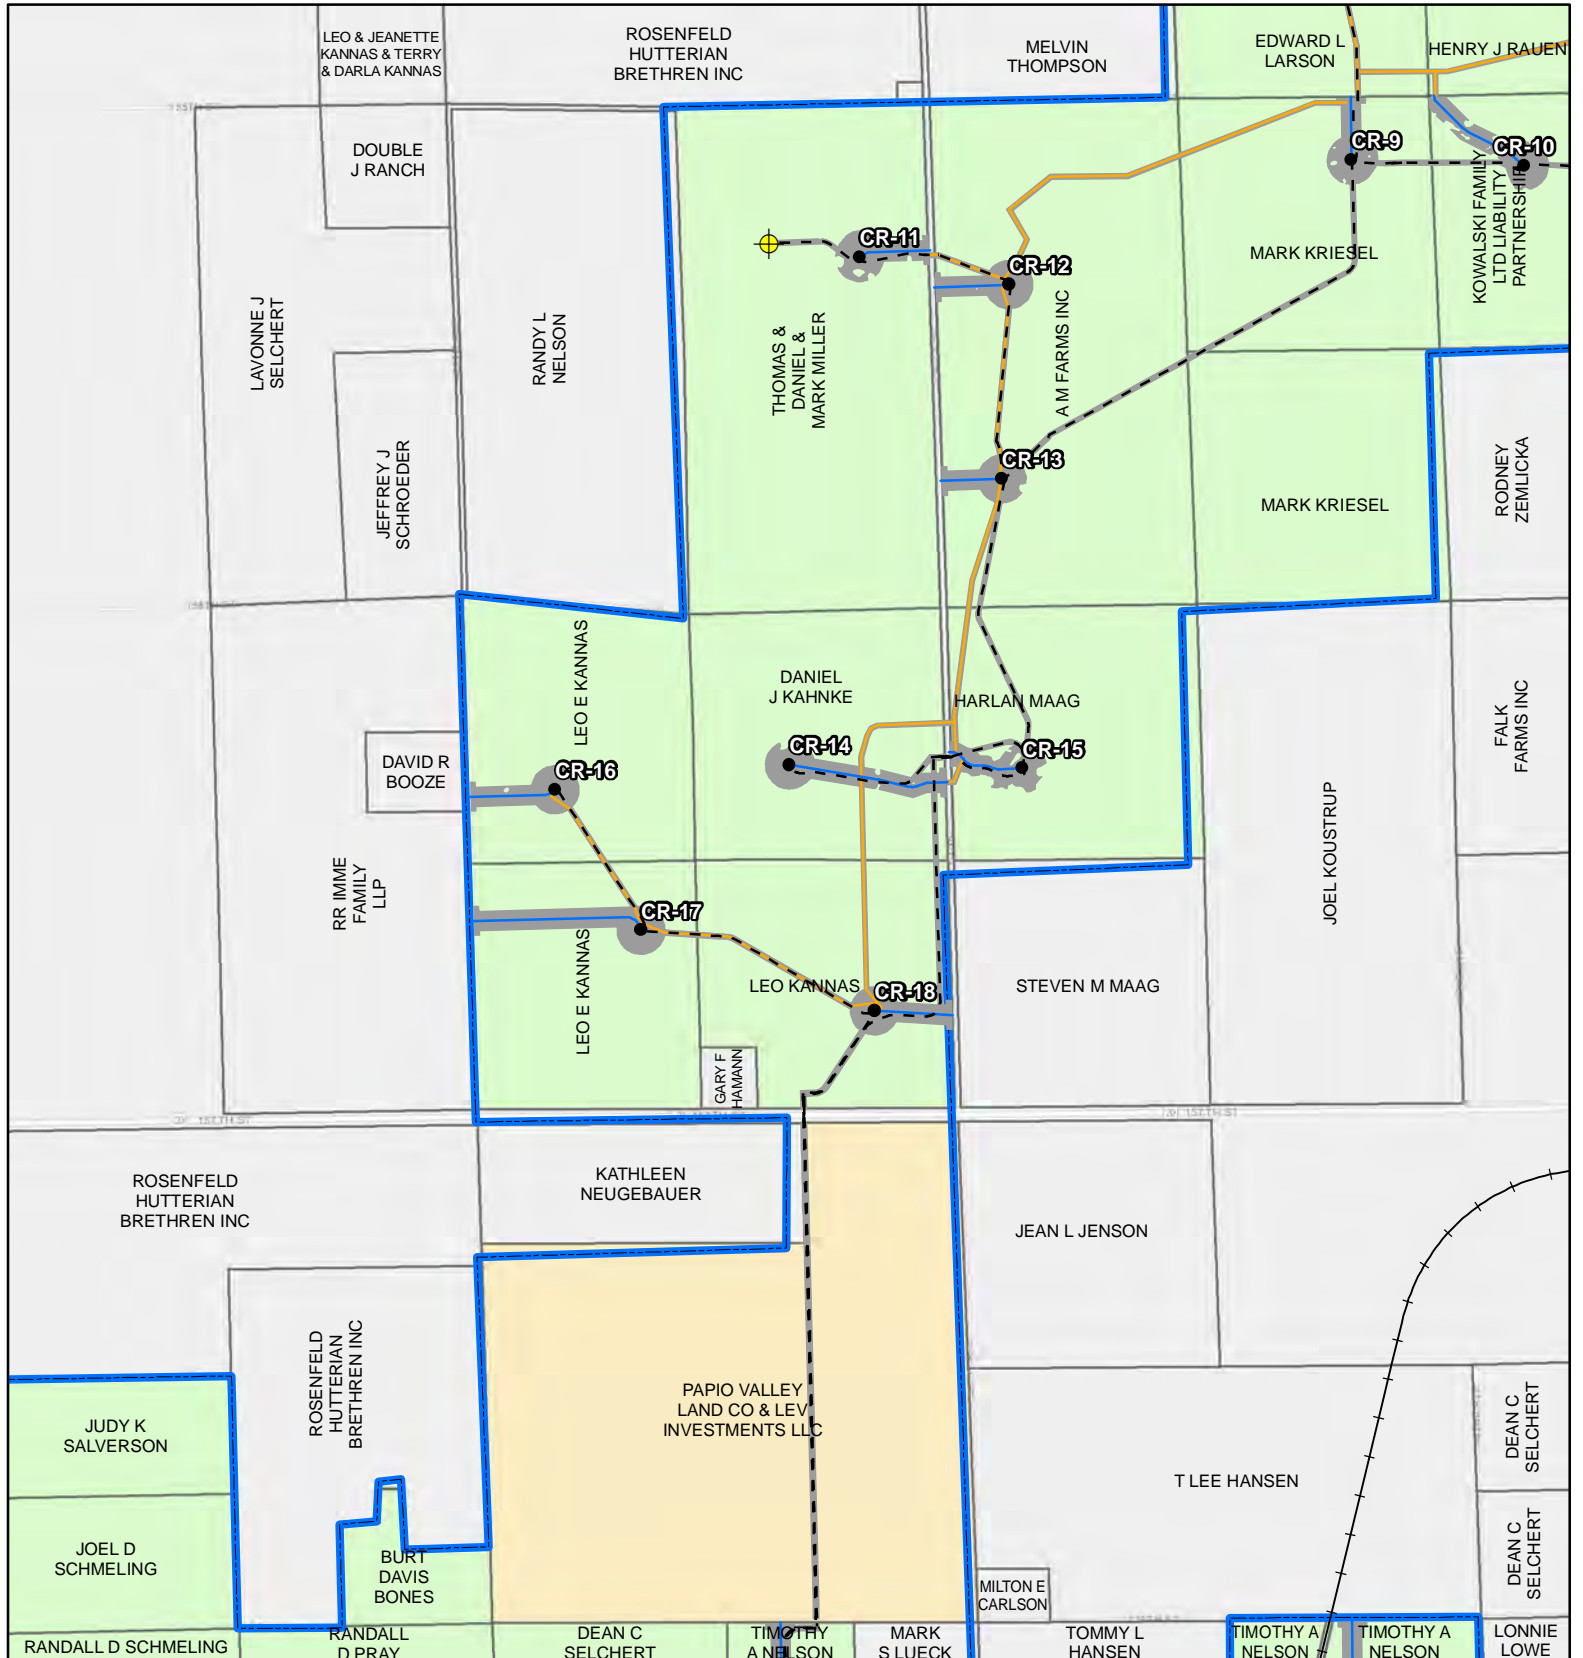 LEO & JEANETTE
KANNAS & TERRY
& DARLA KANNAS
ROSENFELD
HUTTERIAN
BRETHREN INC
MELVIN
THOMPSON
EDWARD L
LARSON
HENRY J RAUEN
DOUBLE
J RANCH
CR-9
CR-10
KOWALSKI FAMILY
LTD LIABILITY
PARTNERSHIP
CR-11
CR-12
MARK KRIESEL
LAVONNE J
SELCHERT
RANDY L
NELSON
THOMAS &
DANIEL &
MARK MILLER
A M FARMS INC
JEFFREY J
SCHROEDER
CR-13
MARK KRIESEL
RODNEY
ZEMLICKA
LEO E KANNAS
DANIEL
J KAHNKE
HARLAN MAAG
FALK
FARMS INC
DAVID R
BOOZE
CR-16
CR-14
CR-15
JOEL KOUSTRUP
RR IMME
FAMILY
LLP
CR-17
LEO E KANNAS
LEO KANNAS
CR-18
STEVEN M MAAG
GARY F
HAMANN
157TH ST
157TH ST
ROSENFELD
HUTTERIAN
BRETHREN INC
KATHLEEN
NEUGEBAUER
JEAN L JENSON
ROSENFELD
HUTTERIAN
BRETHREN INC
PAPIO VALLEY
LAND CO & LEV
INVESTMENTS LLC
JUDY K
SALVERSON
DEAN C
SELCHERT
T LEE HANSEN
JOEL D
SCHMELING
BURT
DAVIS
BONES
MILTON E
CARLSON
DEAN C
SELCHERT
RANDALL D SCHMELING
RANDALL
D PRAY
DEAN C
SELCHERT
TIMOTHY
A NELSON
MARK
S LUECK
TOMMY L
HANSEN
TIMOTHY A
NELSON
TIMOTHY A
NELSON
LONNIE
LOWE